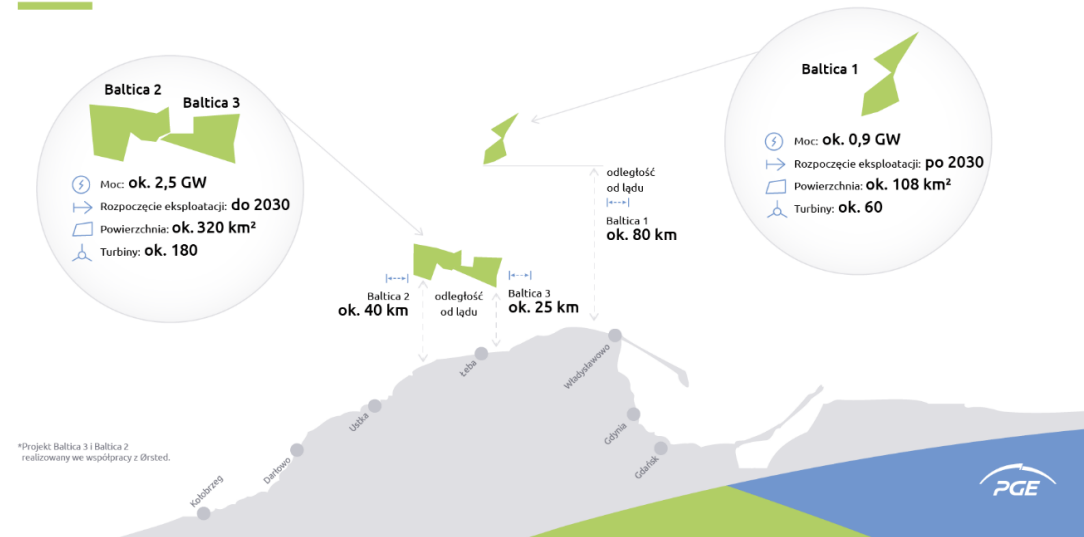 Baltica 2
Baltica 3
Moc: ok. 2,5 GW
Rozpoczęcie eksploatacji: do 2030
Powierzchnia: ok. 320 km²
Turbiny: ok. 180
Baltica 1
Moc: ok. 0,9 GW
Rozpoczęcie eksploatacji: po 2030
Powierzchnia: ok. 108 km²
Turbiny: ok. 60
odległość
od lądu
Baltica 1
ok. 80 km
Baltica 2
ok. 40 km
odległość
od lądu
Baltica 3
ok. 25 km
Władysławowo
Łeba
Ustka
Gdynia
Gdańsk
Darłowo
Kołobrzeg
*Projekt Baltica 3 i Baltica 2
realizowany we współpracy z Ørsted.
PGE